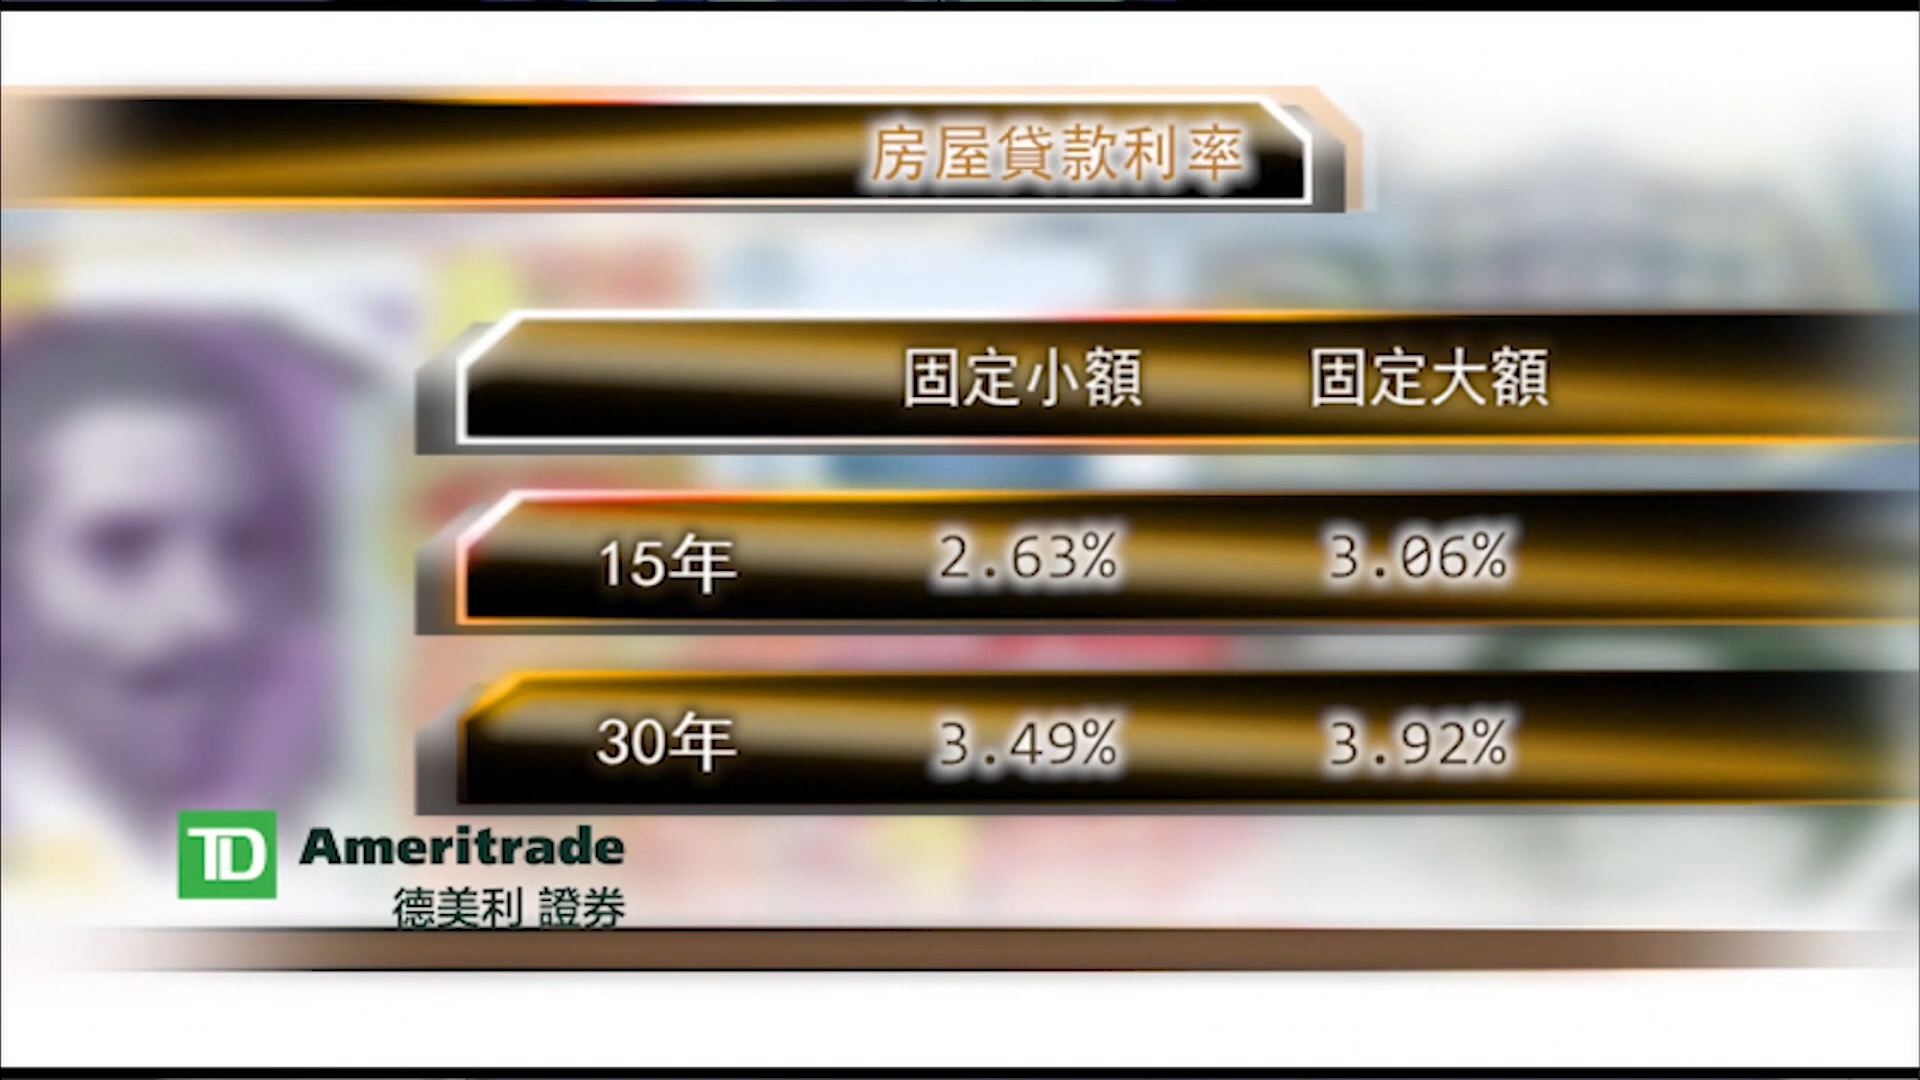 房屋貸款利率
固定小額 固定大額
15年 2.63% 3.06%
30年 3.49% 3.92%
TD Ameritrade
德美利 證券